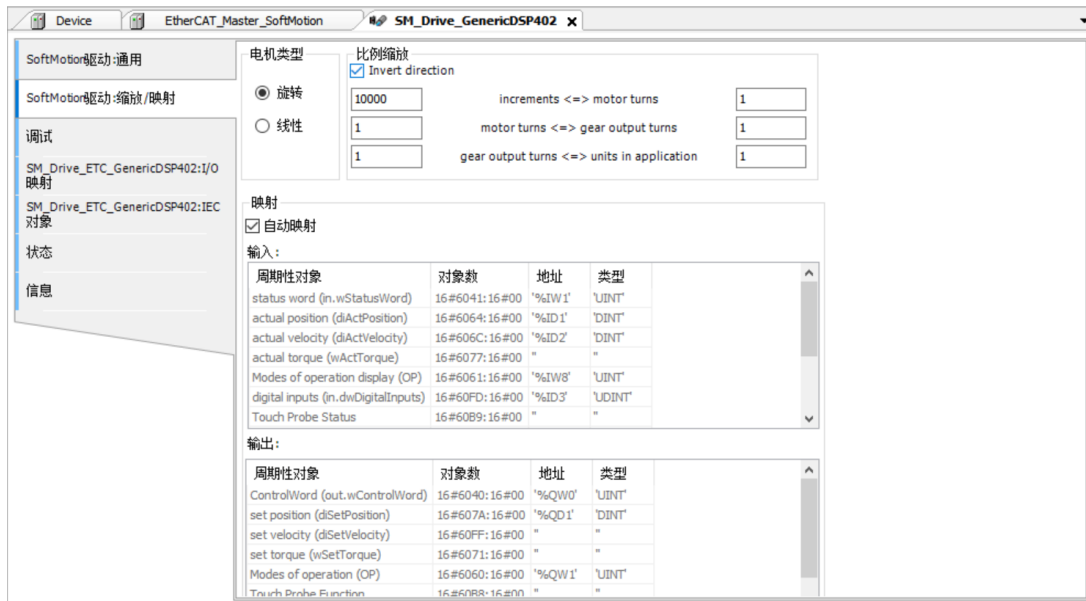 Device
EtherCAT_Master_SoftMotion
SM_Drive_GenericDSP402
SoftMotion驱动:通用
SoftMotion驱动:缩放/映射
调试
SM_Drive_ETC_GenericDSP402:I/O
映射
SM_Drive_ETC_GenericDSP402:IEC
对象
状态
信息
电机类型
旋转
线性
比例缩放
Invert direction
10000 increments <=> motor turns 1
1 motor turns <=> gear output turns 1
1 gear output turns <=> units in application 1
映射
自动映射
输入:
周期性对象 对象数 地址 类型
status word (in.wStatusWord) 16#6041:16#00 '%IW1' 'UINT'
actual position (diActPosition) 16#6064:16#00 '%ID1' 'DINT'
actual velocity (diActVelocity) 16#606C:16#00 '%ID2' 'DINT'
actual torque (wActTorque) 16#6077:16#00 '' ''
Modes of operation display (OP) 16#6061:16#00 '%IW8' 'UINT'
digital inputs (in.dwDigitalInputs) 16#60FD:16#00 '%ID3' 'UDINT'
Touch Probe Status 16#60B9:16#00 '' ''
输出:
周期性对象 对象数 地址 类型
ControlWord (out.wControlWord) 16#6040:16#00 '%QW0' 'UINT'
set position (diSetPosition) 16#607A:16#00 '%QD1' 'DINT'
set velocity (diSetVelocity) 16#60FF:16#00 '' ''
set torque (wSetTorque) 16#6071:16#00 '' ''
Modes of operation (OP) 16#6060:16#00 '%QW1' 'UINT'
Touch Probe Function 16#60B8:16#00 '' ''